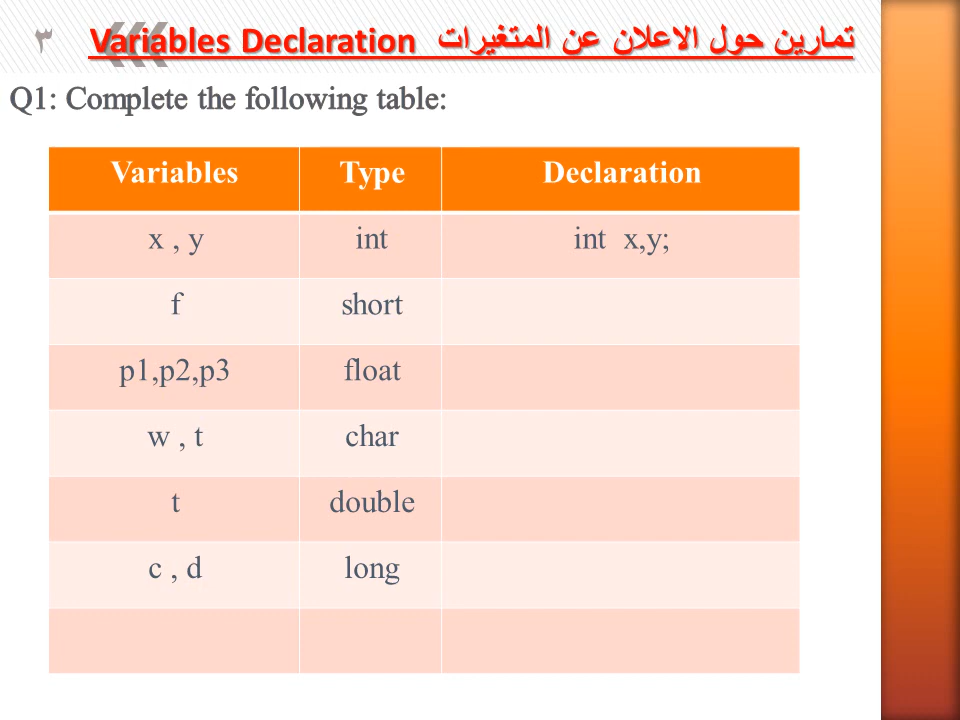 ٣ Variables Declaration تمارين حول الاعلان عن المتغيرات
Q1: Complete the following table:
Variables Type Declaration
x , y int int x,y;
f short
p1,p2,p3 float
w , t char
t double
c , d long